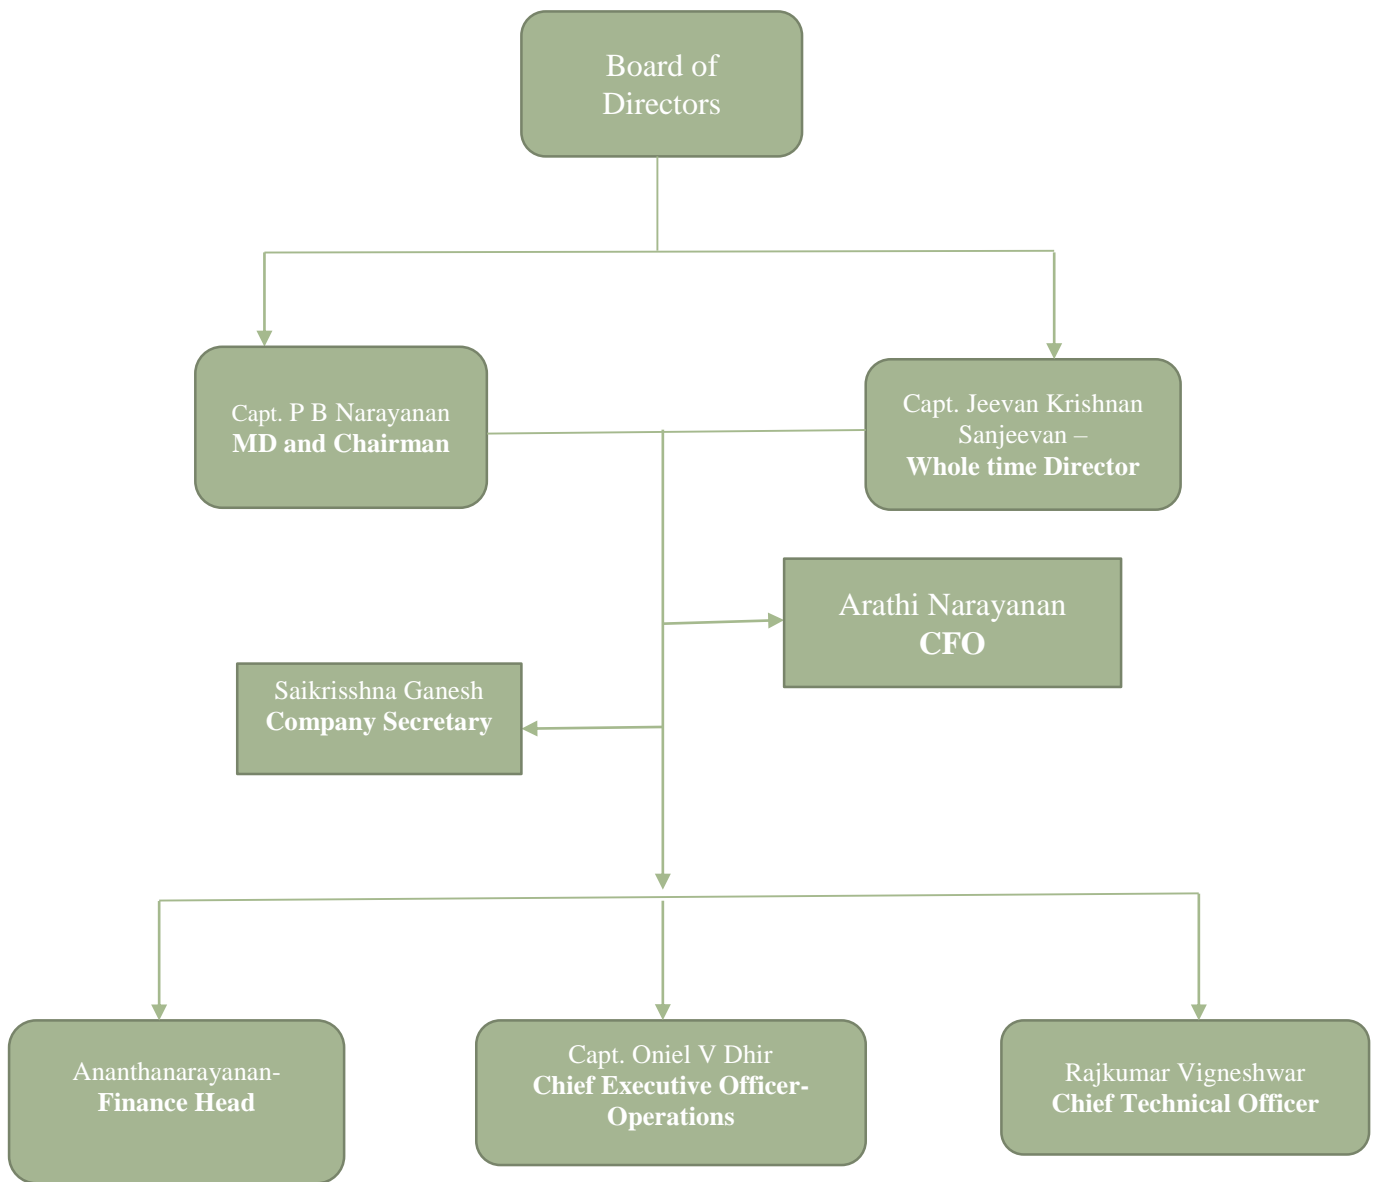 Board of
Directors
Capt. P B Narayanan
MD and Chairman
Capt. Jeevan Krishnan
Sanjeevan –
Whole time Director
Arathi Narayanan
CFO
Saikrisshna Ganesh
Company Secretary
Ananthanarayanan-
Finance Head
Capt. Oniel V Dhir
Chief Executive Officer-
Operations
Rajkumar Vigneshwar
Chief Technical Officer